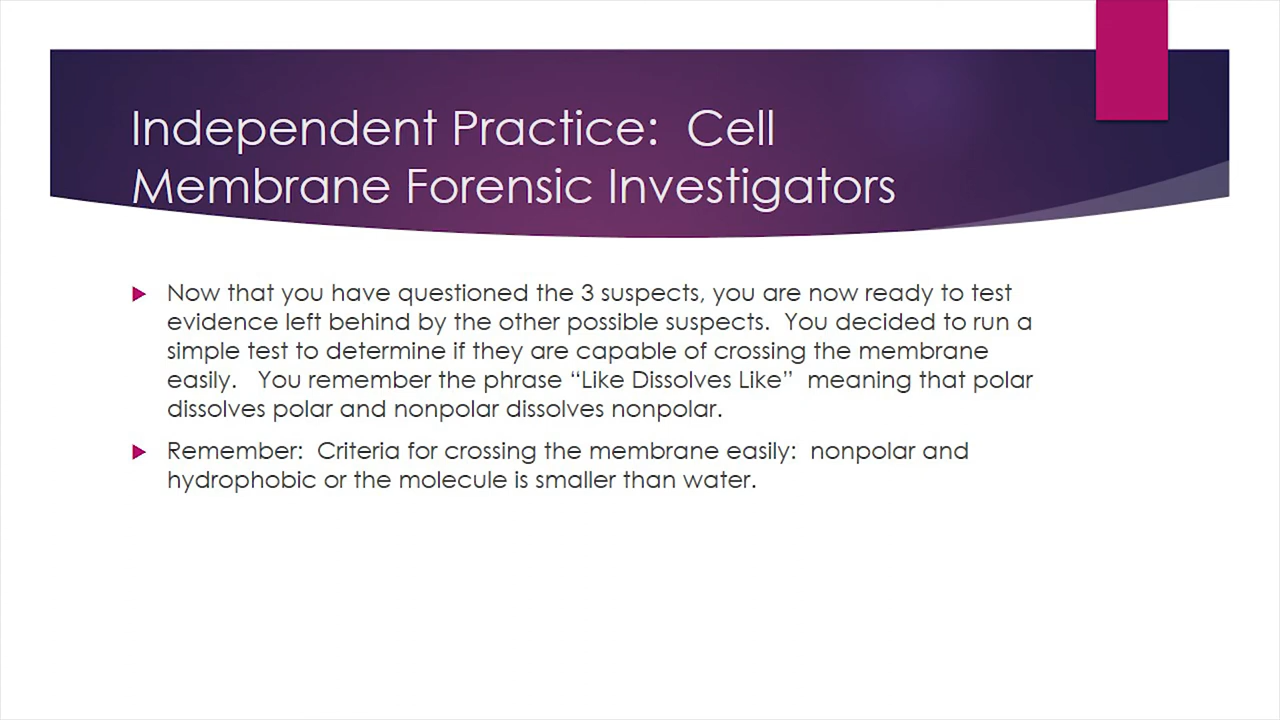 Independent Practice:  Cell
Membrane Forensic Investigators
Now that you have questioned the 3 suspects, you are now ready to test
evidence left behind by the other possible suspects.  You decided to run a
simple test to determine if they are capable of crossing the membrane
easily.   You remember the phrase “Like Dissolves Like”  meaning that polar
dissolves polar and nonpolar dissolves nonpolar.
Remember:  Criteria for crossing the membrane easily:  nonpolar and
hydrophobic or the molecule is smaller than water.